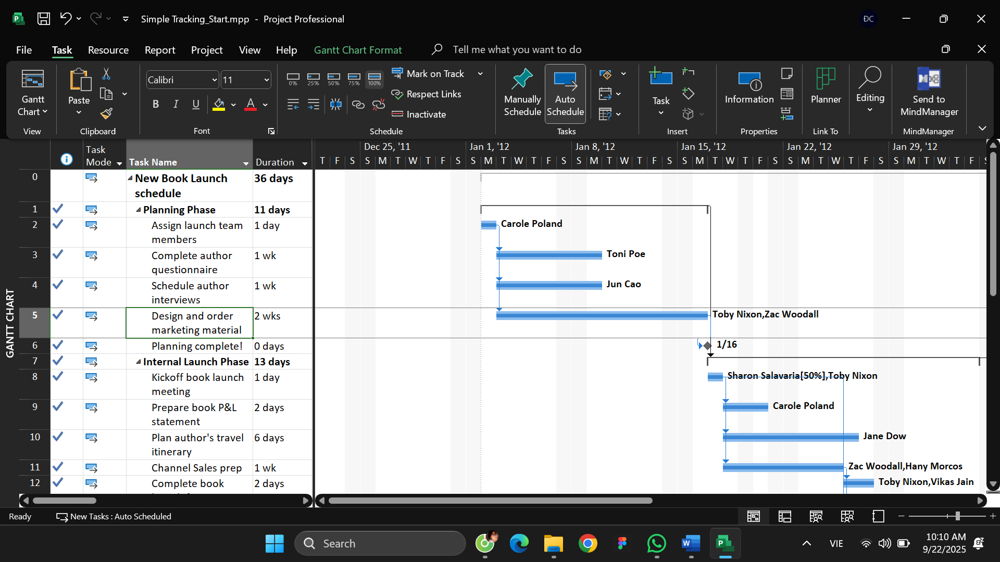 Simple Tracking_Start.mpp - Project Professional
ĐC
File Task Resource Report Project View Help Gantt Chart Format Tell me what you want to do
Gantt Chart
View
Paste
Clipboard
Calibri 11
B I U A
Font
0% 25% 50% 75% 100%
Mark on Track
Respect Links
Inactivate
Schedule
Manually Schedule
Auto Schedule
Tasks
Task
Insert
Information
Properties
Planner
Link To
Editing
Send to MindManager
MindManager
Task Mode Task Name Duration
Dec 25, '11 Jan 1, '12 Jan 8, '12 Jan 15, '12 Jan 22, '12 Jan 29, '12
T F S S M T W T F S S M T W T F S S M T W T F S S M T W T F S S M T W T F S S M T W T F S
GANTT CHART
0 New Book Launch schedule 36 days
1 Planning Phase 11 days
2 Assign launch team members 1 day Carole Poland
3 Complete author questionnaire 1 wk Toni Poe
4 Schedule author interviews 1 wk Jun Cao
5 Design and order marketing material 2 wks Toby Nixon,Zac Woodall
6 Planning complete! 0 days 1/16
7 Internal Launch Phase 13 days
8 Kickoff book launch meeting 1 day Sharon Salavaria[50%],Toby Nixon
9 Prepare book P&L statement 2 days Carole Poland
10 Plan author's travel itinerary 6 days Jane Dow
11 Channel Sales prep 1 wk Zac Woodall,Hany Morcos
12 Complete book 2 days Toby Nixon,Vikas Jain
Ready New Tasks : Auto Scheduled
Search
VIE
10:10 AM
9/22/2025